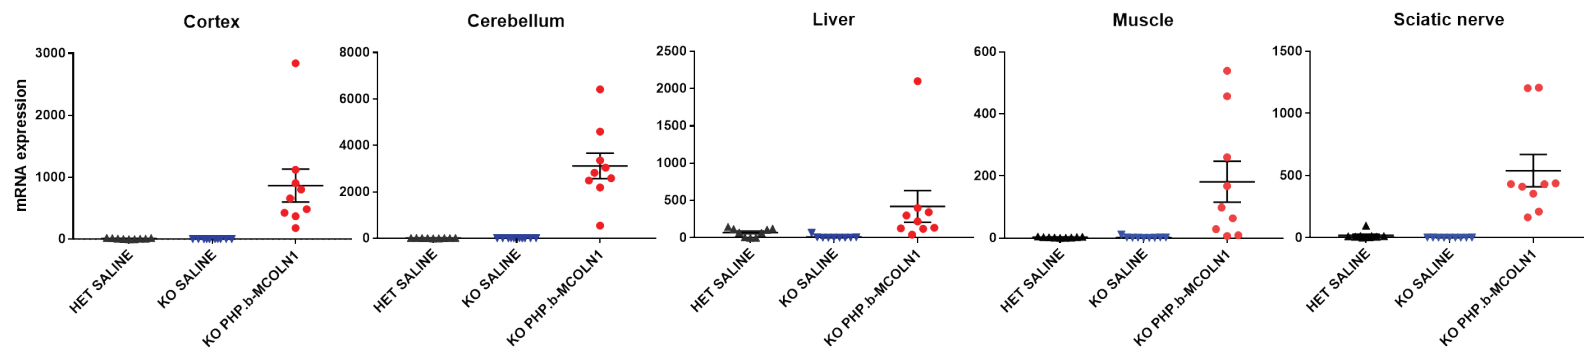 Cortex
Cerebellum
Liver
Muscle
Sciatic nerve
mRNA expression
3000
2000
1000
0
HET SALINE
KO SALINE
KO PHP.b-MCOLN1
8000
6000
4000
2000
0
HET SALINE
KO SALINE
KO PHP.b-MCOLN1
2500
2000
1500
1000
500
0
HET SALINE
KO SALINE
KO PHP.b-MCOLN1
600
400
200
0
HET SALINE
KO SALINE
KO PHP.b-MCOLN1
1500
1000
500
0
HET SALINE
KO SALINE
KO PHP.b-MCOLN1